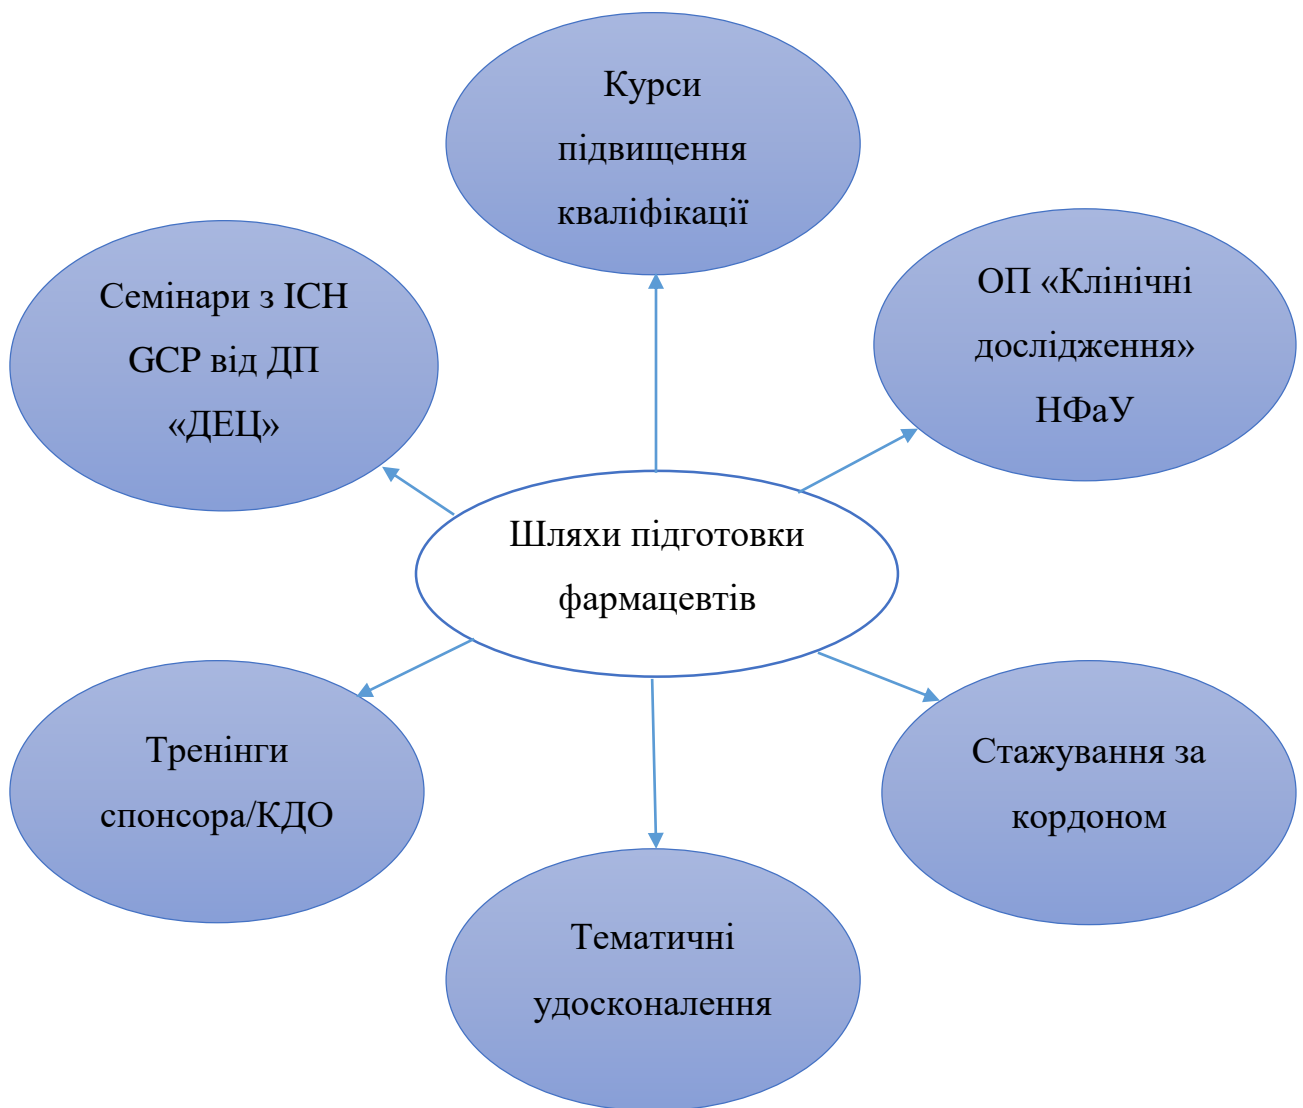 Курси
підвищення
кваліфікації
Семінари з ICH
GCP від ДП
«ДЕЦ»
ОП «Клінічні
дослідження»
НФаУ
Шляхи підготовки
фармацевтів
Тренінги
спонсора/КДО
Стажування за
кордоном
Тематичні
удосконалення